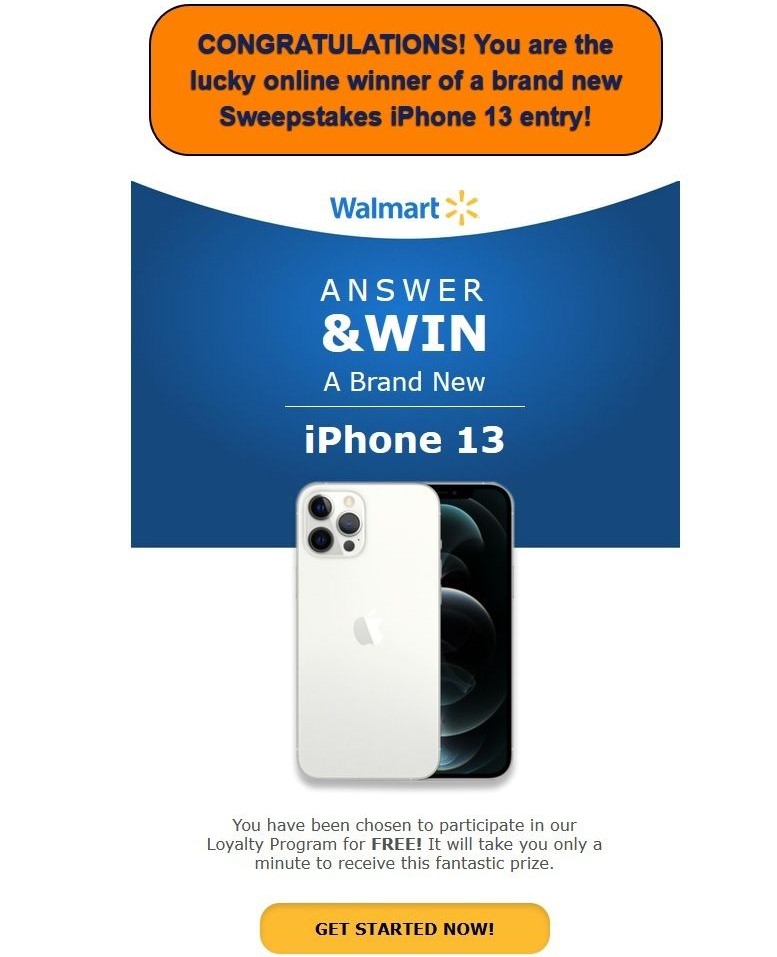 CONGRATULATIONS! You are the
lucky online winner of a brand new
Sweepstakes iPhone 13 entry!
Walmart
ANSWER
&WIN
A Brand New
iPhone 13
You have been chosen to participate in our
Loyalty Program for FREE! It will take you only a
minute to receive this fantastic prize.
GET STARTED NOW!